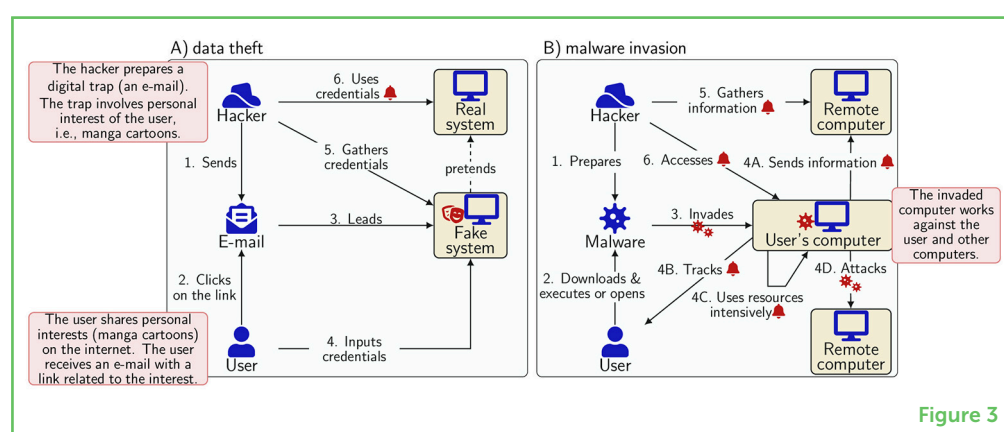 A) data theft
The hacker prepares a
digital trap (an e-mail).
The trap involves personal
interest of the user,
i.e., manga cartoons.
Hacker
6. Uses
credentials
Real
system
1. Sends
5. Gathers
credentials
pretends
E-mail
3. Leads
Fake
system
2. Clicks
on the link
The user shares personal
interests (manga cartoons)
on the internet. The user
receives an e-mail with a
link related to the interest.
User
4. Inputs
credentials
B) malware invasion
Hacker
5. Gathers
information
Remote
computer
1. Prepares
6. Accesses
4A. Sends information
Malware
3. Invades
User's computer
The invaded
computer works
against the
user and other
computers.
2. Downloads &
executes or opens
4B. Tracks
4C. Uses resources
intensively
4D. Attacks
User
Remote
computer
Figure 3